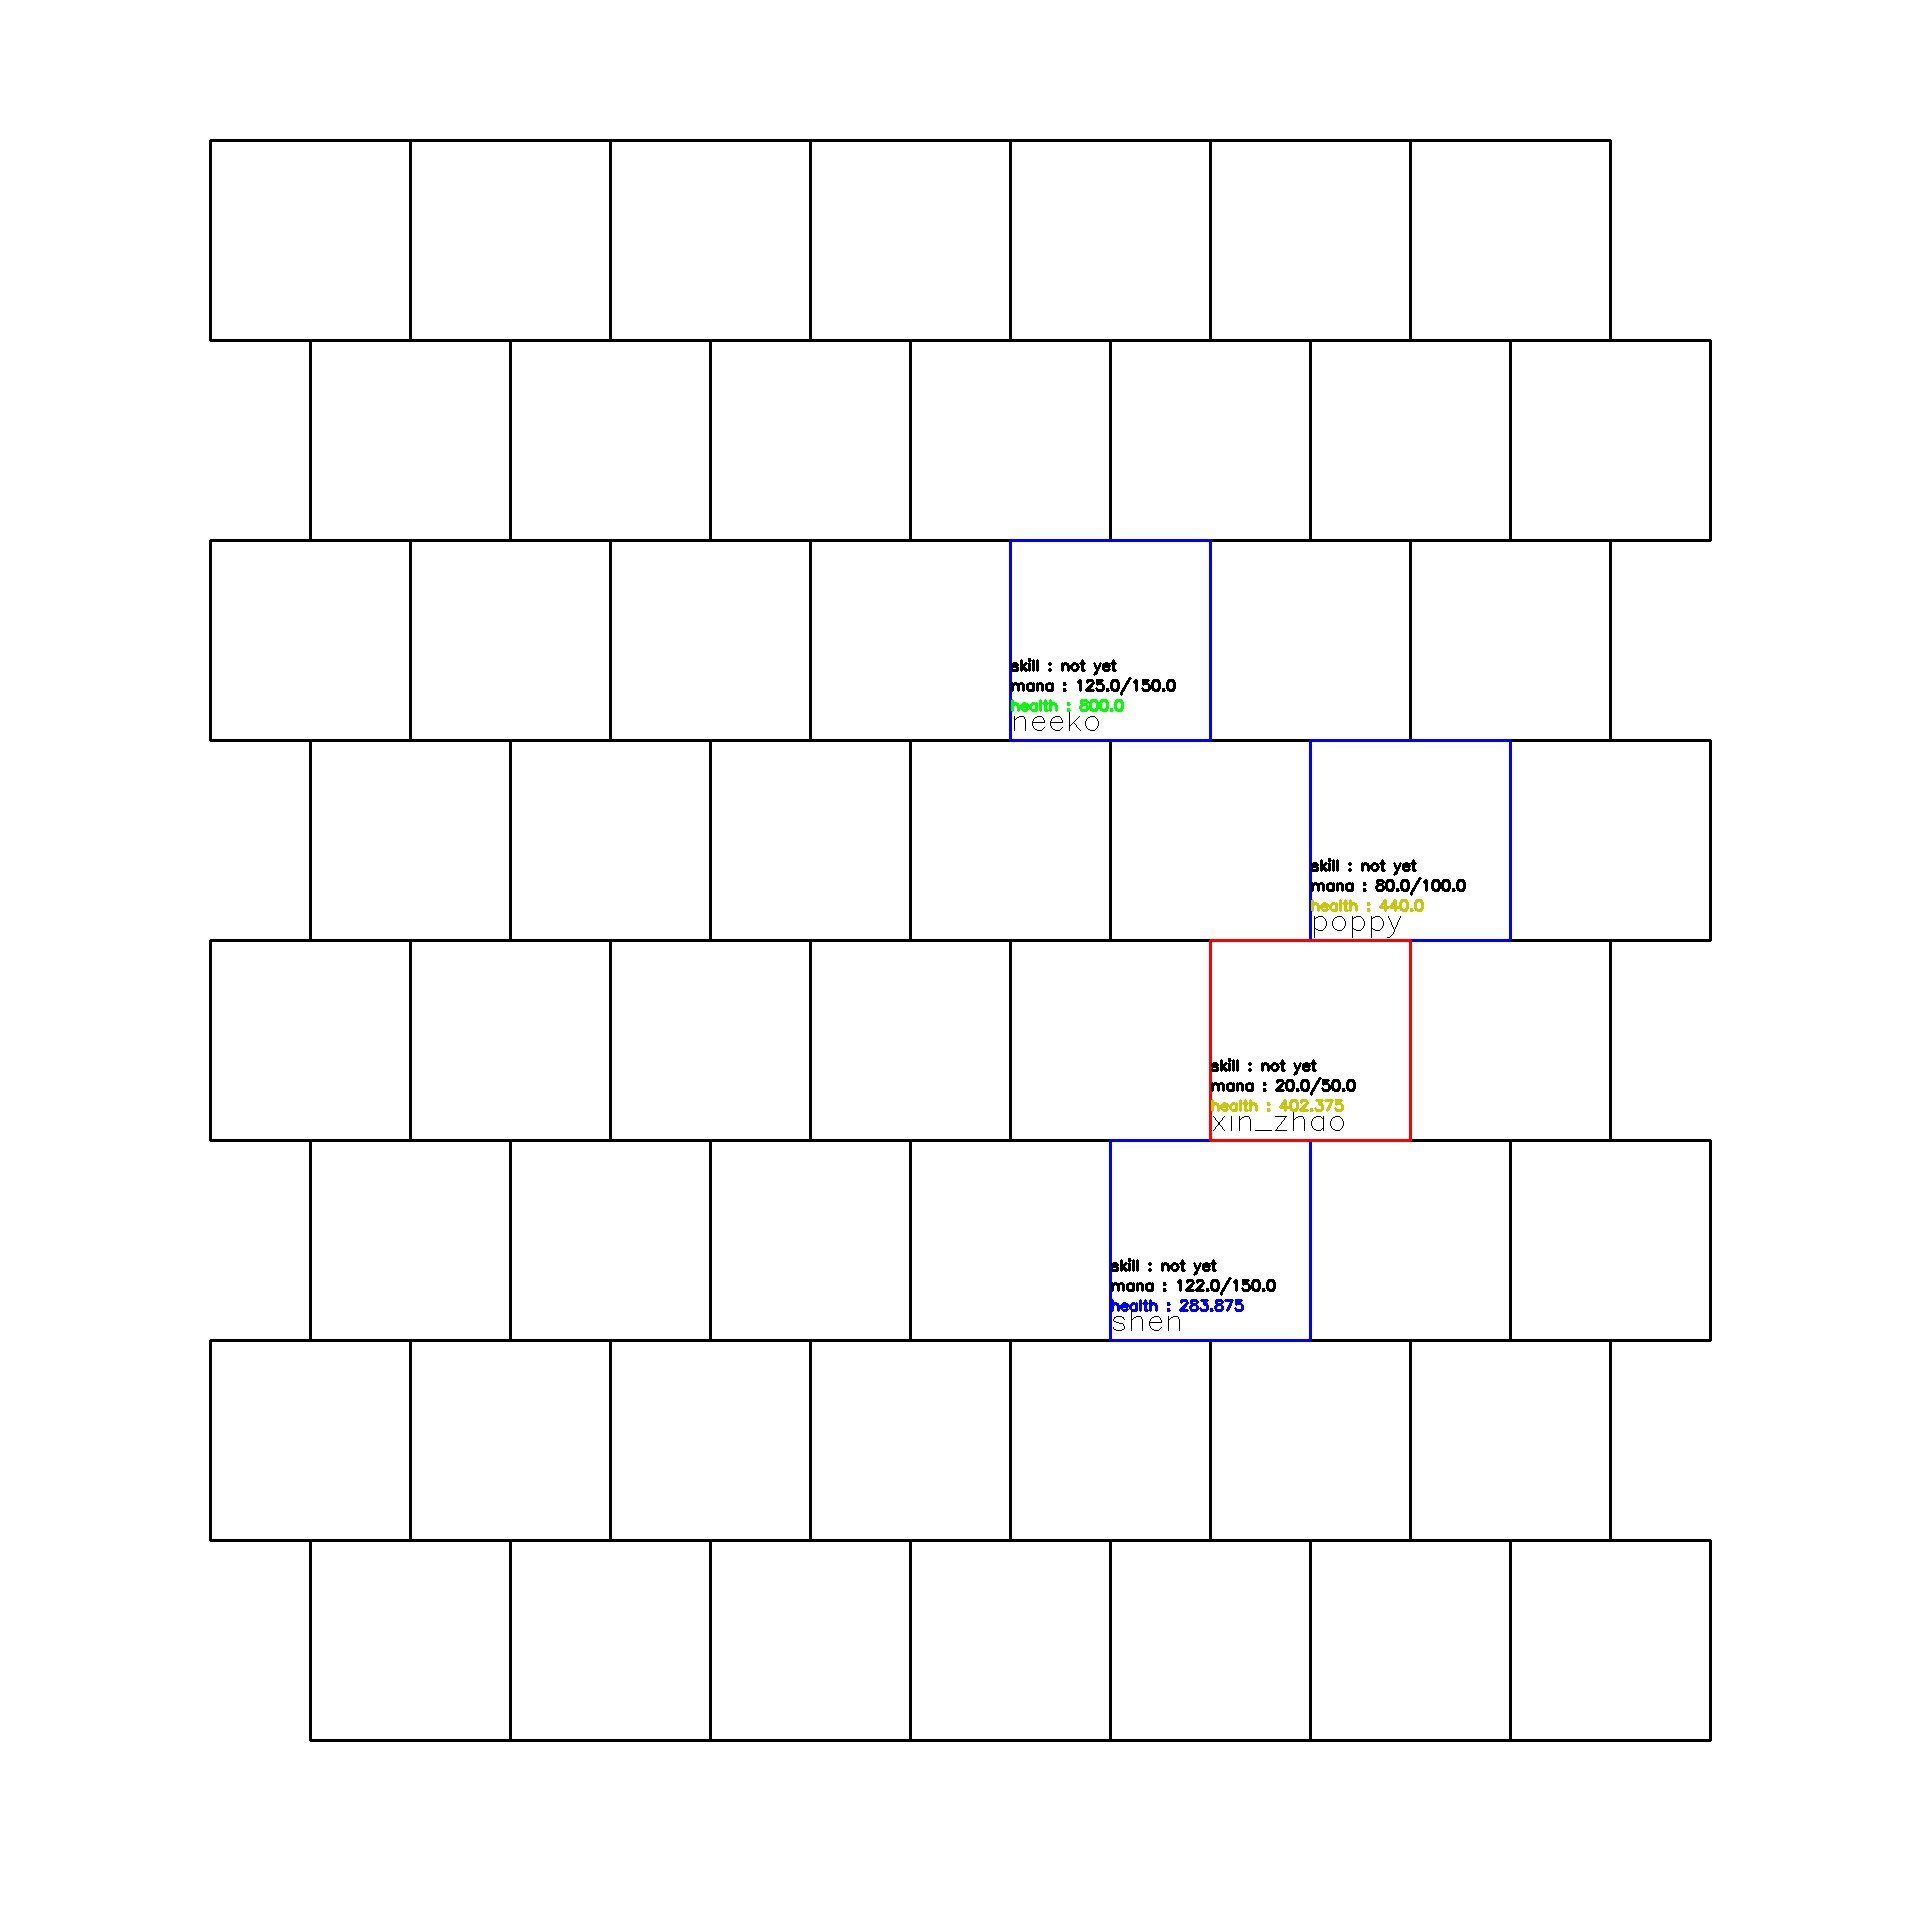 skill : not yet
mana : 125.0/150.0
health : 800.0
neeko
skill : not yet
mana : 80.0/100.0
health : 440.0
poppy
skill : not yet
mana : 20.0/50.0
health : 402.375
xin_zhao
skill : not yet
mana : 122.0/150.0
health : 283.875
shen